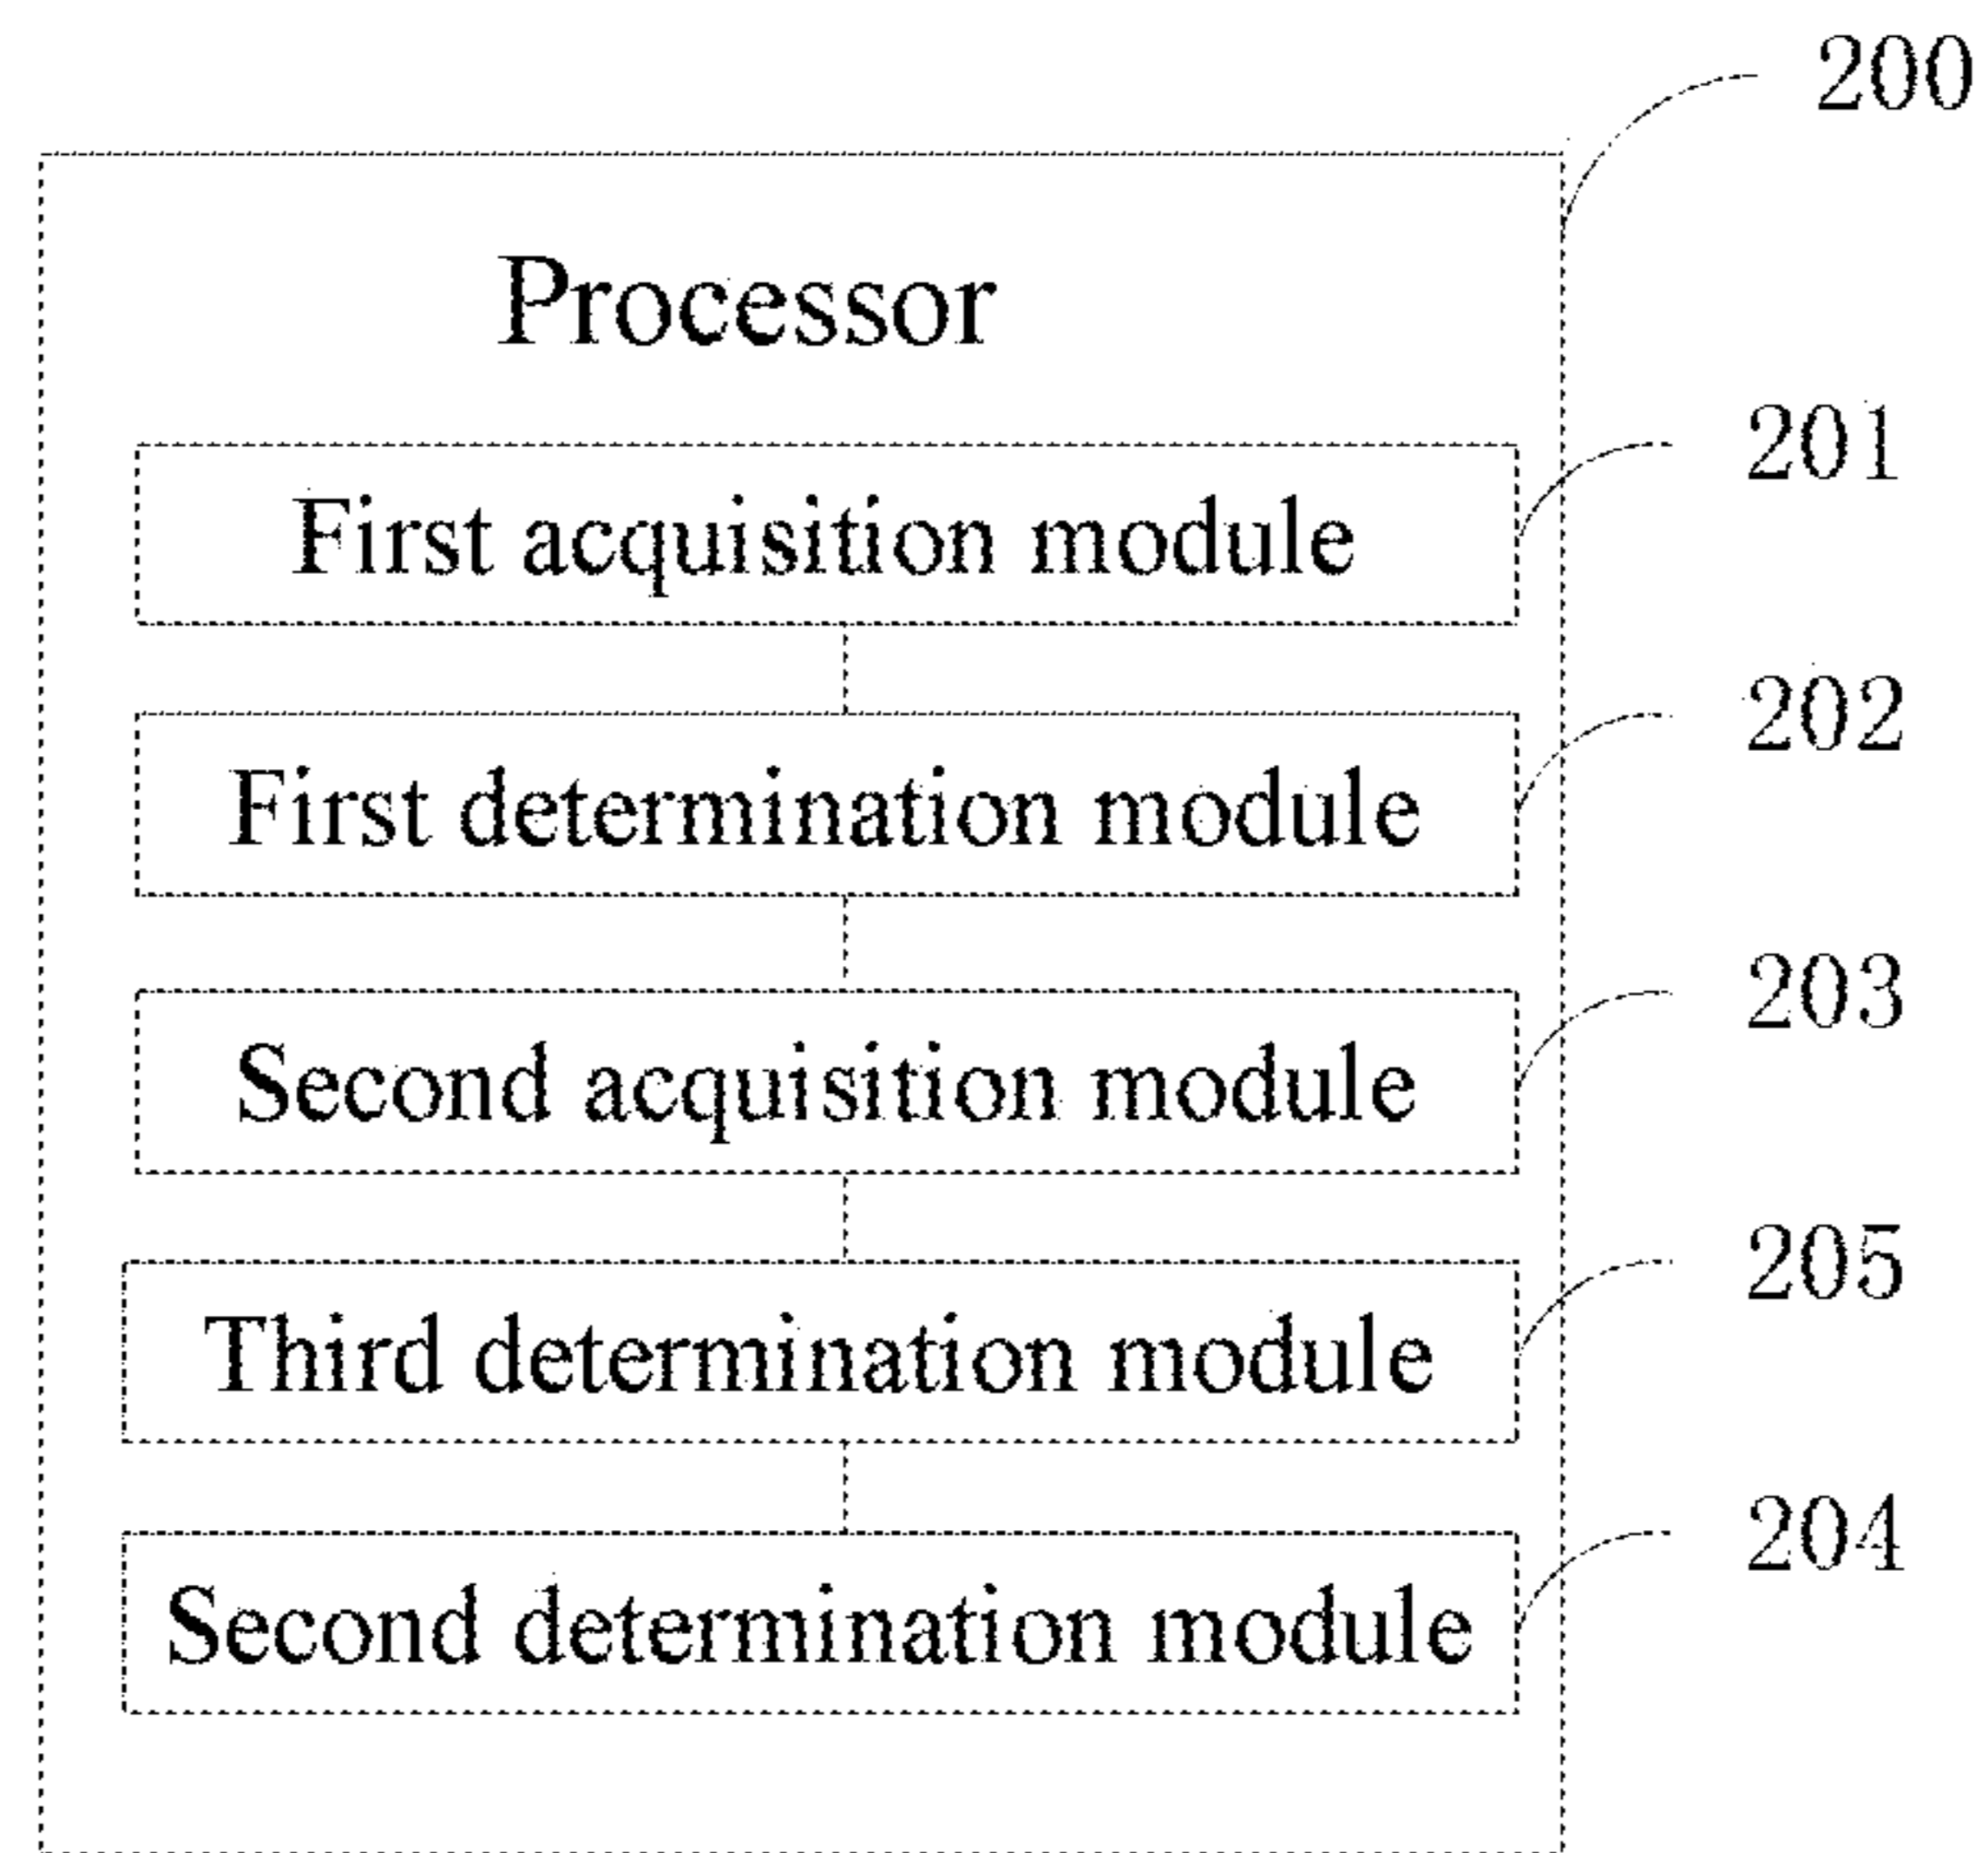 200
Processor
201
First acquisition module
202
First determination module
203
Second acquisition module
205
Third determination module
204
Second determination module